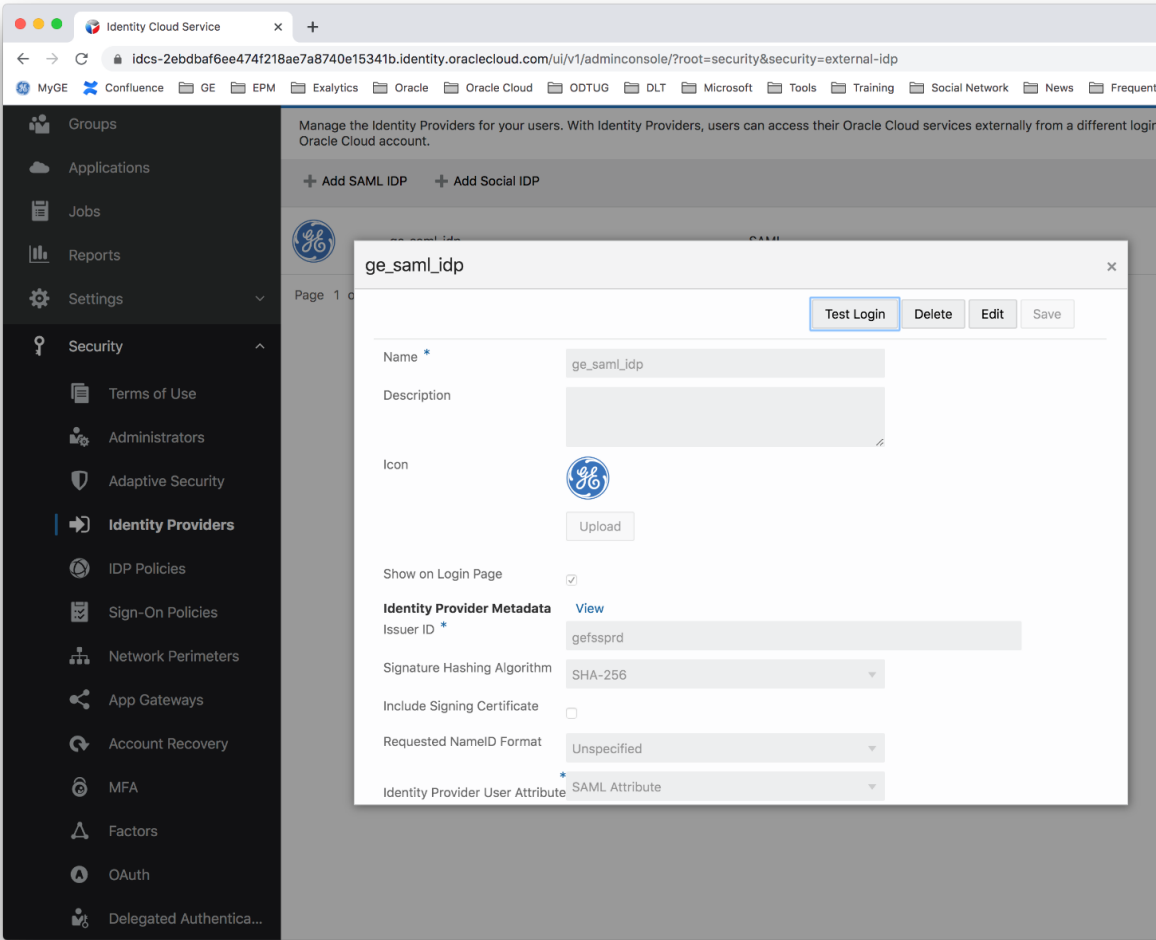 Identity Cloud Service
idcs-2ebdbaf6ee474f218ae7a8740e15341b.identity.oraclecloud.com/ui/v1/adminconsole/?root=security&security=external-idp
MyGE Confluence GE EPM Exalytics Oracle Oracle Cloud ODTUG DLT Microsoft Tools Training Social Network News Frequent
Groups
Applications
Jobs
Reports
Settings
Security
Terms of Use
Administrators
Adaptive Security
Identity Providers
IDP Policies
Sign-On Policies
Network Perimeters
App Gateways
Account Recovery
MFA
Factors
OAuth
Delegated Authentica...
Manage the Identity Providers for your users. With Identity Providers, users can access their Oracle Cloud services externally from a different login
Oracle Cloud account.
Add SAML IDP Add Social IDP
ge_saml_idp SAML
Page 1 o
ge_saml_idp
Test Login Delete Edit Save
Name * ge_saml_idp
Description
Icon
GE
Upload
Show on Login Page
Identity Provider Metadata View
Issuer ID * gefssprd
Signature Hashing Algorithm SHA-256
Include Signing Certificate
Requested NameID Format Unspecified
Identity Provider User Attribute * SAML Attribute